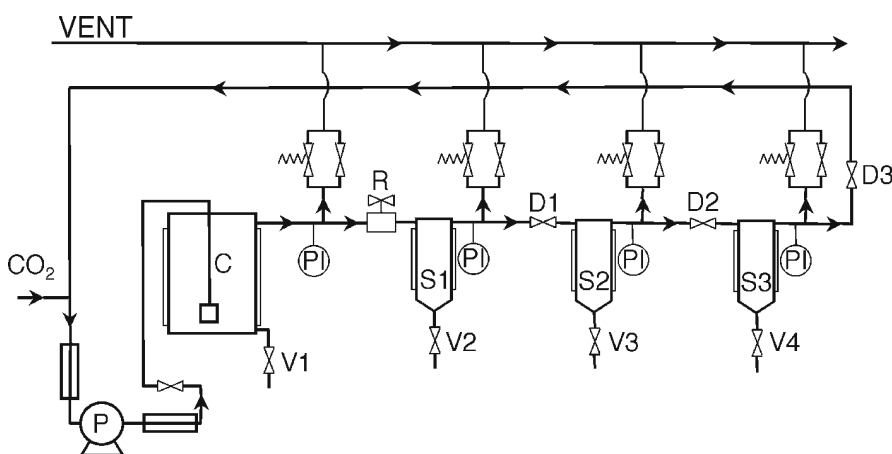 VENT
R
D1
D2
D3
CO₂
C
PI
S1
PI
S2
PI
S3
PI
V1
V2
V3
V4
P